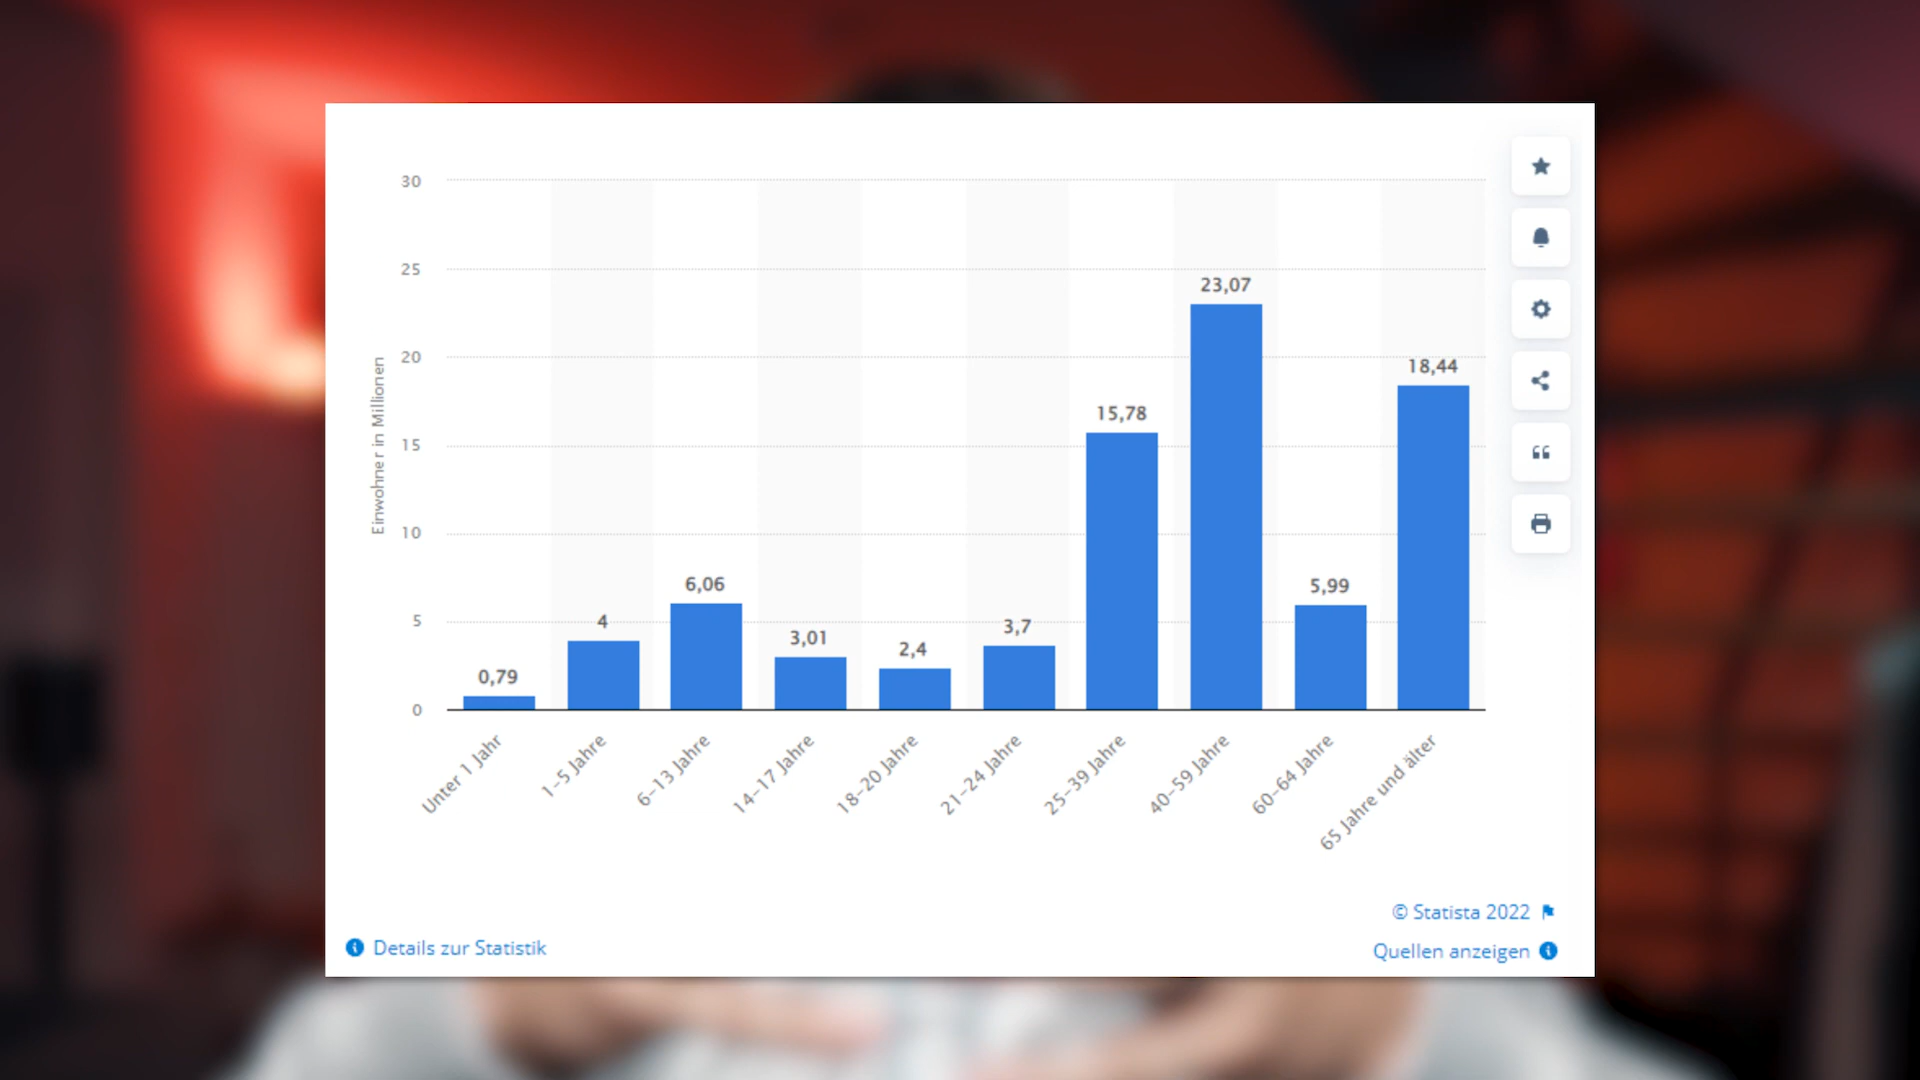 30
25
20
15
10
5
0
Einwohner in Millionen
0,79
4
6,06
3,01
2,4
3,7
15,78
23,07
5,99
18,44
Unter 1 Jahr
1–5 Jahre
6–13 Jahre
14–17 Jahre
18–20 Jahre
21–24 Jahre
25–39 Jahre
40–59 Jahre
60–64 Jahre
65 Jahre und älter
© Statista 2022
Details zur Statistik
Quellen anzeigen